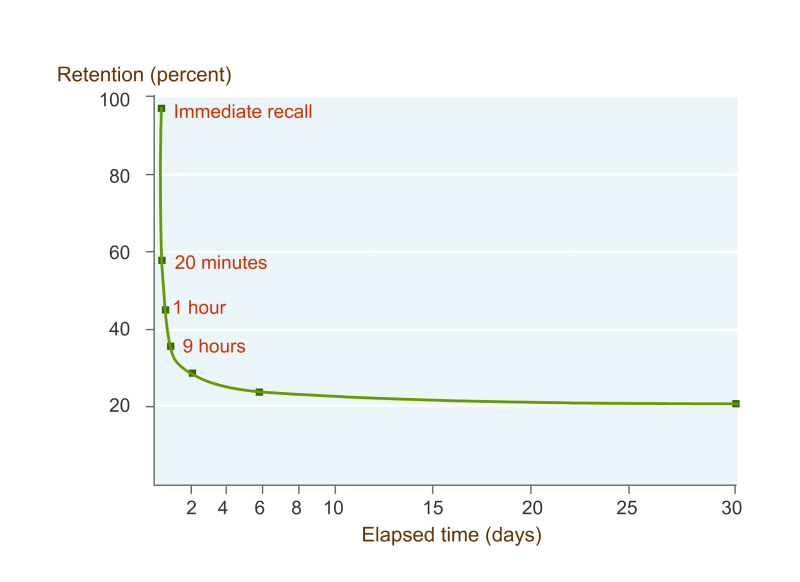 Retention (percent)
100
Immediate recall
80
60
20 minutes
1 hour
40
9 hours
20
2 4 6 8 10 15 20 25 30
Elapsed time (days)